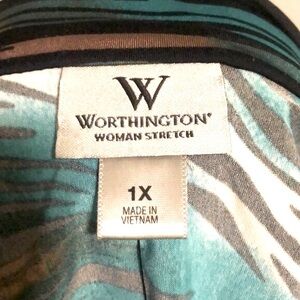 W
WORTHINGTON®
WOMAN STRETCH
1X
MADE IN
VIETNAM